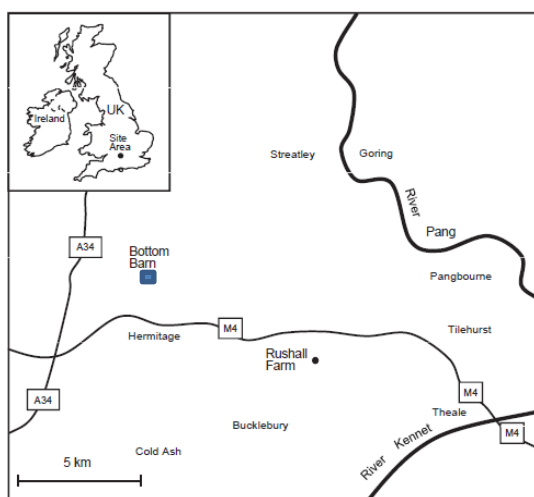 UK
Ireland
Site
Area
Streatley
Goring
River
Pang
A34
Bottom
Barn
Pangbourne
M4
Hermitage
Tilehurst
Rushall
Farm
A34
M4
Theale
Bucklebury
River Kennet
M4
Cold Ash
5 km